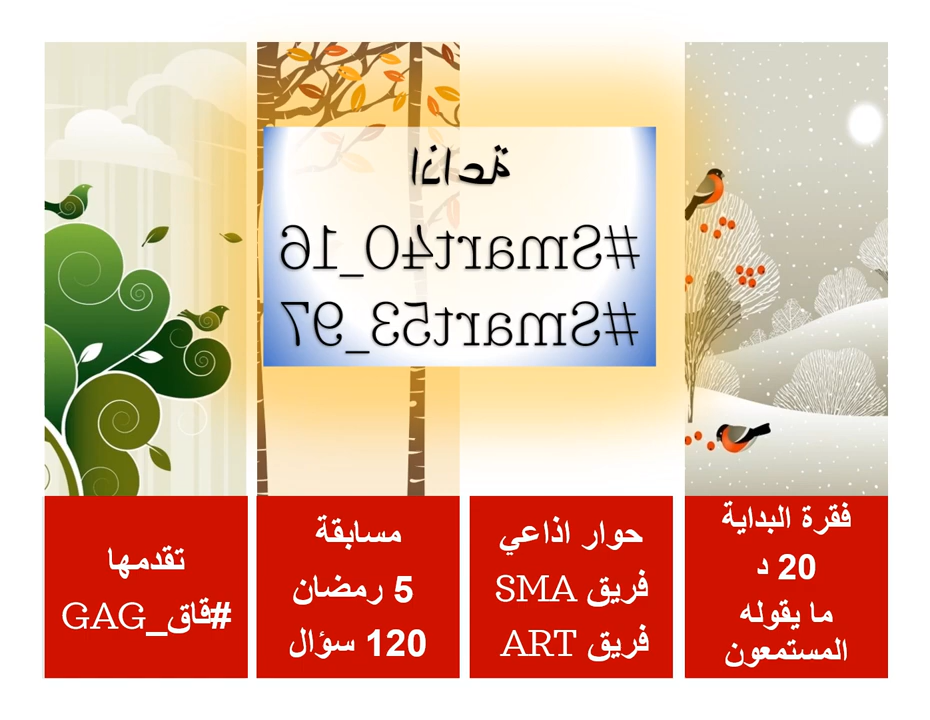 اذاعة
#Smart40_16
#Smart53_97
فقرة البداية
20 د
ما يقوله
المستمعون
حوار اذاعي
فريق SMA
فريق ART
مسابقة
5 رمضان
120 سؤال
تقدمها
#قاق_GAG